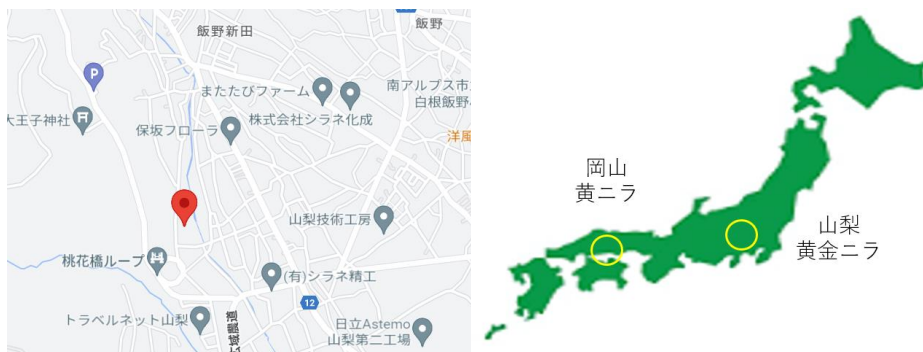 飯野新田
飯野
P
またたびファーム
南アルプス市
白根飯野
大王子神社
保坂フローラ
株式会社シラネ化成
洋風
山梨技術工房
桃花橋ループ
(有)シラネ精工
12
トラベルネット山梨
広域農道
日立Astemo
山梨第二工場
岡山
黄ニラ
山梨
黄金ニラ